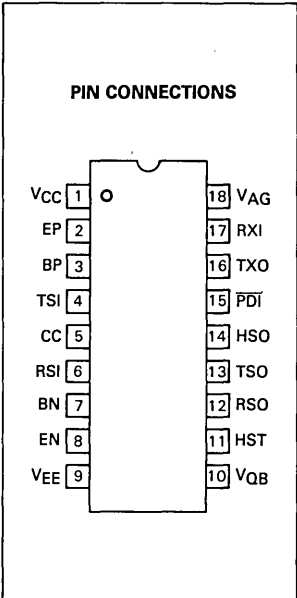 PIN CONNECTIONS
VCC 1 18 VAG
EP 2 17 RXI
BP 3 16 TXO
TSI 4 15 PDI
CC 5 14 HSO
RSI 6 13 TSO
BN 7 12 RSO
EN 8 11 HST
VEE 9 10 VQB